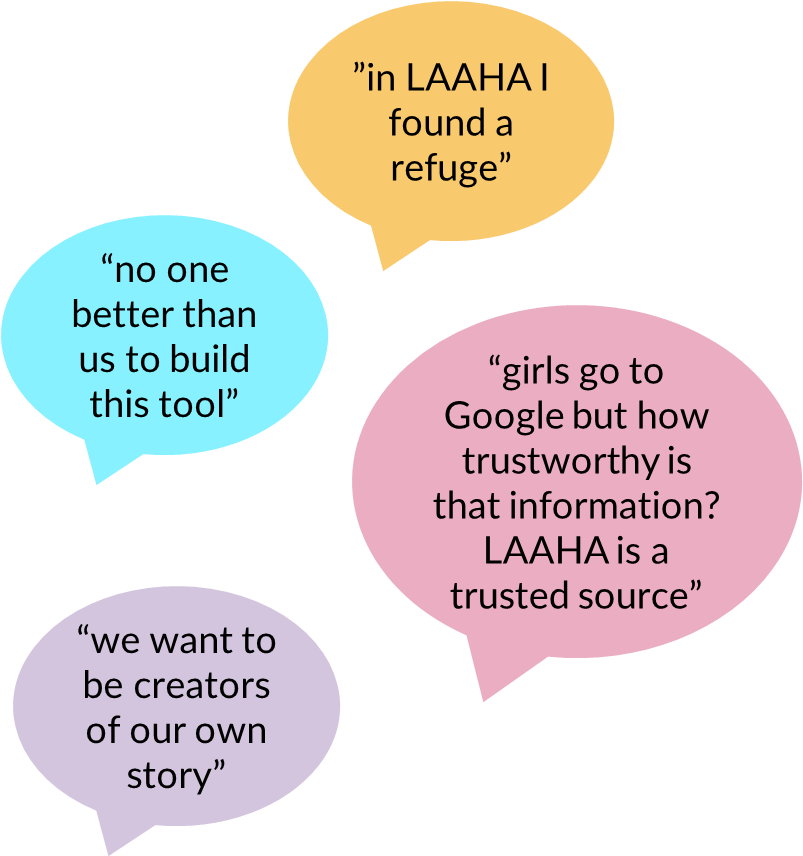 ”in LAAHA I
found a
refuge”
“no one
better than
us to build
this tool”
“girls go to
Google but how
trustworthy is
that information?
LAAHA is a
trusted source”
“we want to
be creators
of our own
story”